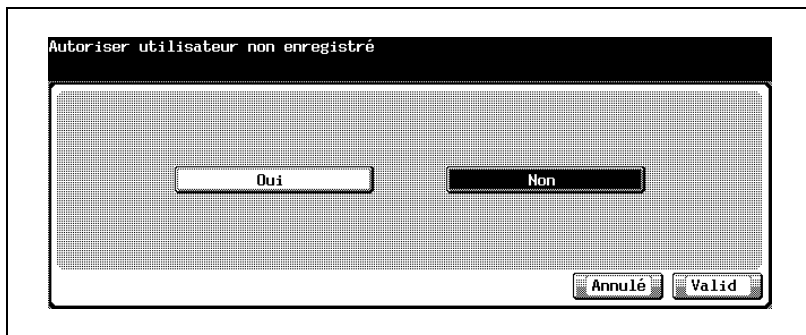 Autoriser utilisateur non enregistré
Oui Non
Annulé Valid